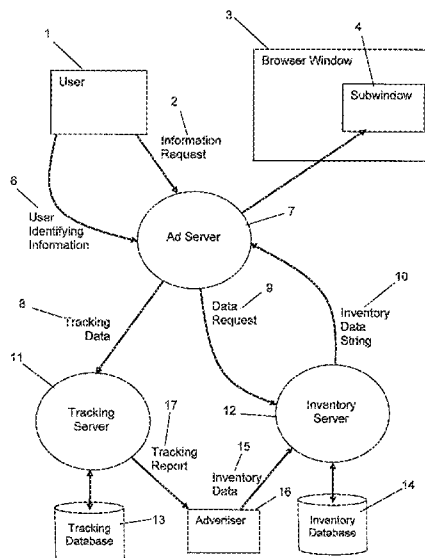 1
3
4
User
Browser Window
Subwindow
2
Information
Request
6
User
Identifying
Information
7
Ad Server
8
Tracking
Data
9
Data
Request
10
Inventory
Data
String
11
Tracking
Server
17
Tracking
Report
12
15
Inventory
Data
Inventory
Server
13
Tracking
Database
16
Advertiser
14
Inventory
Database